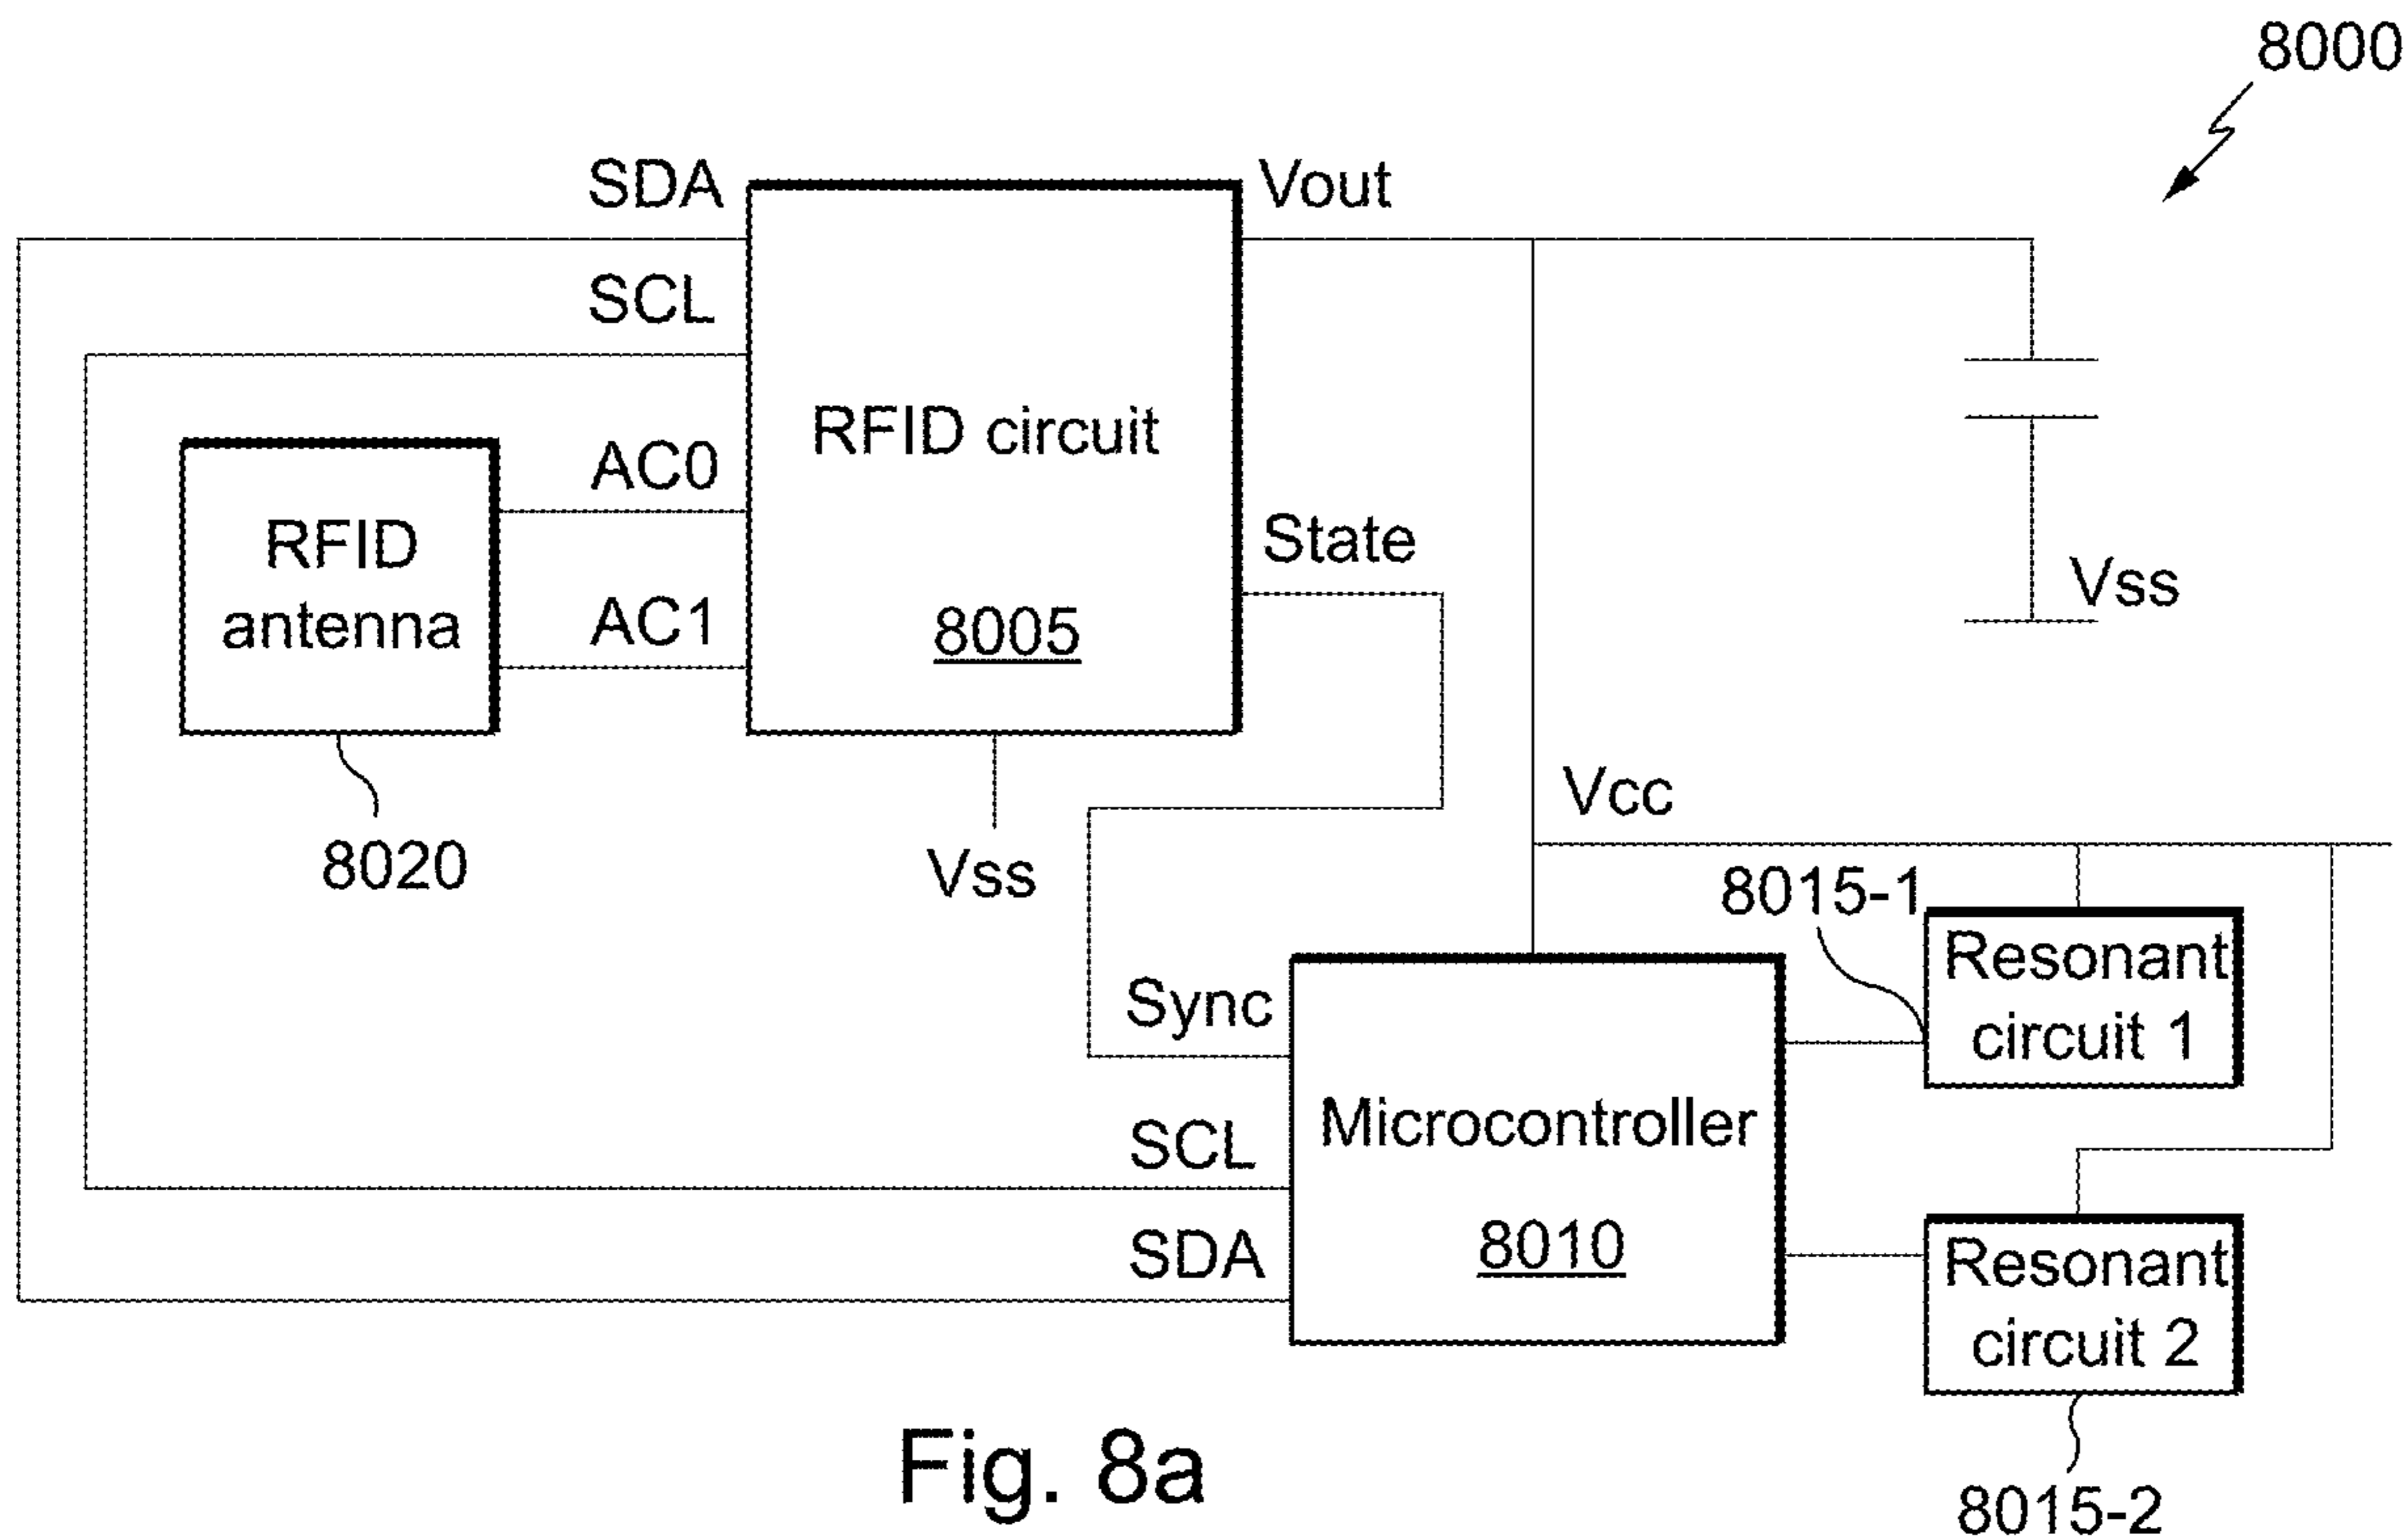 8000
SDA
Vout
SCL
RFID circuit
AC0
RFID
antenna
State
AC1
8005
Vss
Vcc
8020
Vss
8015-1
Resonant
circuit 1
Sync
Microcontroller
SCL
8010
SDA
Resonant
circuit 2
Fig. 8a
8015-2